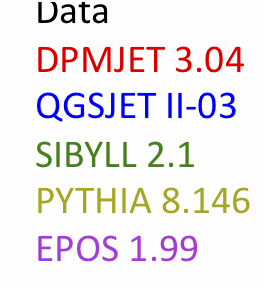 Data
DPMJET 3.04
QGSJET II-03
SIBYLL 2.1
PYTHIA 8.146
EPOS 1.99